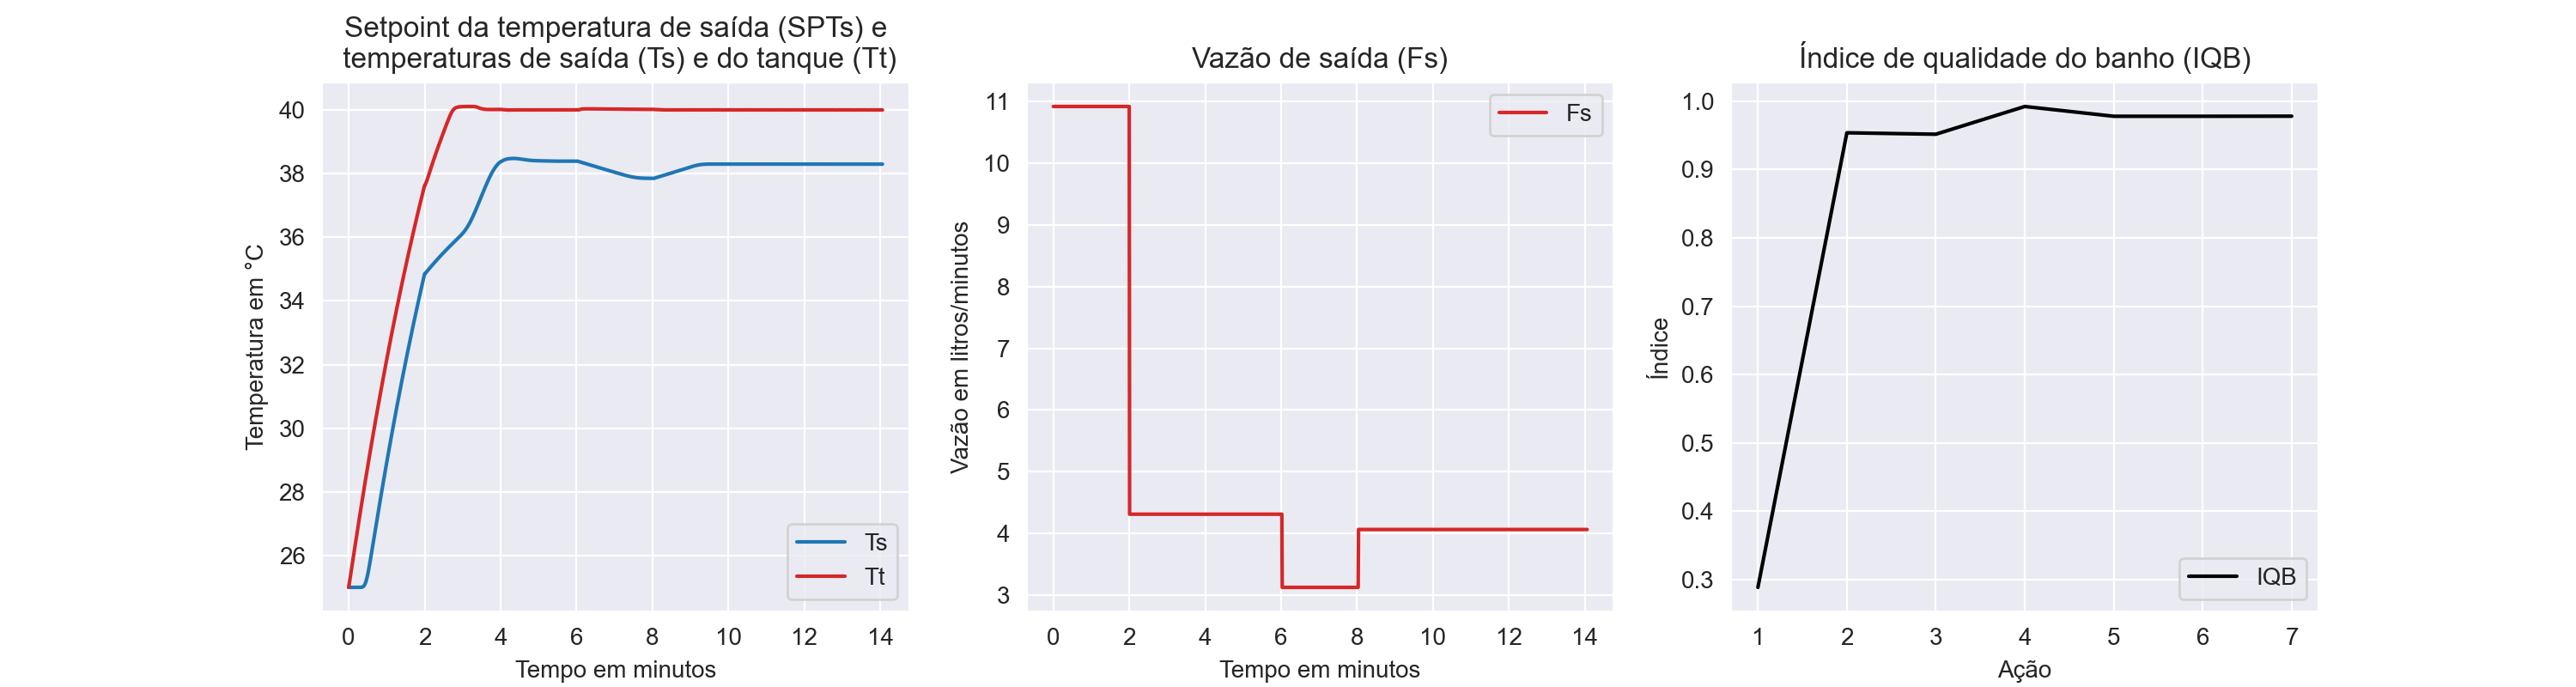 Setpoint da temperatura de saída (SPTs) e
temperaturas de saída (Ts) e do tanque (Tt)
40
38
36
34
32
30
28
26
Temperatura em °C
Ts
Tt
0 2 4 6 8 10 12 14
Tempo em minutos
Vazão de saída (Fs)
11
10
9
8
7
6
5
4
3
Vazão em litros/minutos
Fs
0 2 4 6 8 10 12 14
Tempo em minutos
Índice de qualidade do banho (IQB)
1.0
0.9
0.8
0.7
0.6
0.5
0.4
0.3
Índice
IQB
1 2 3 4 5 6 7
Ação